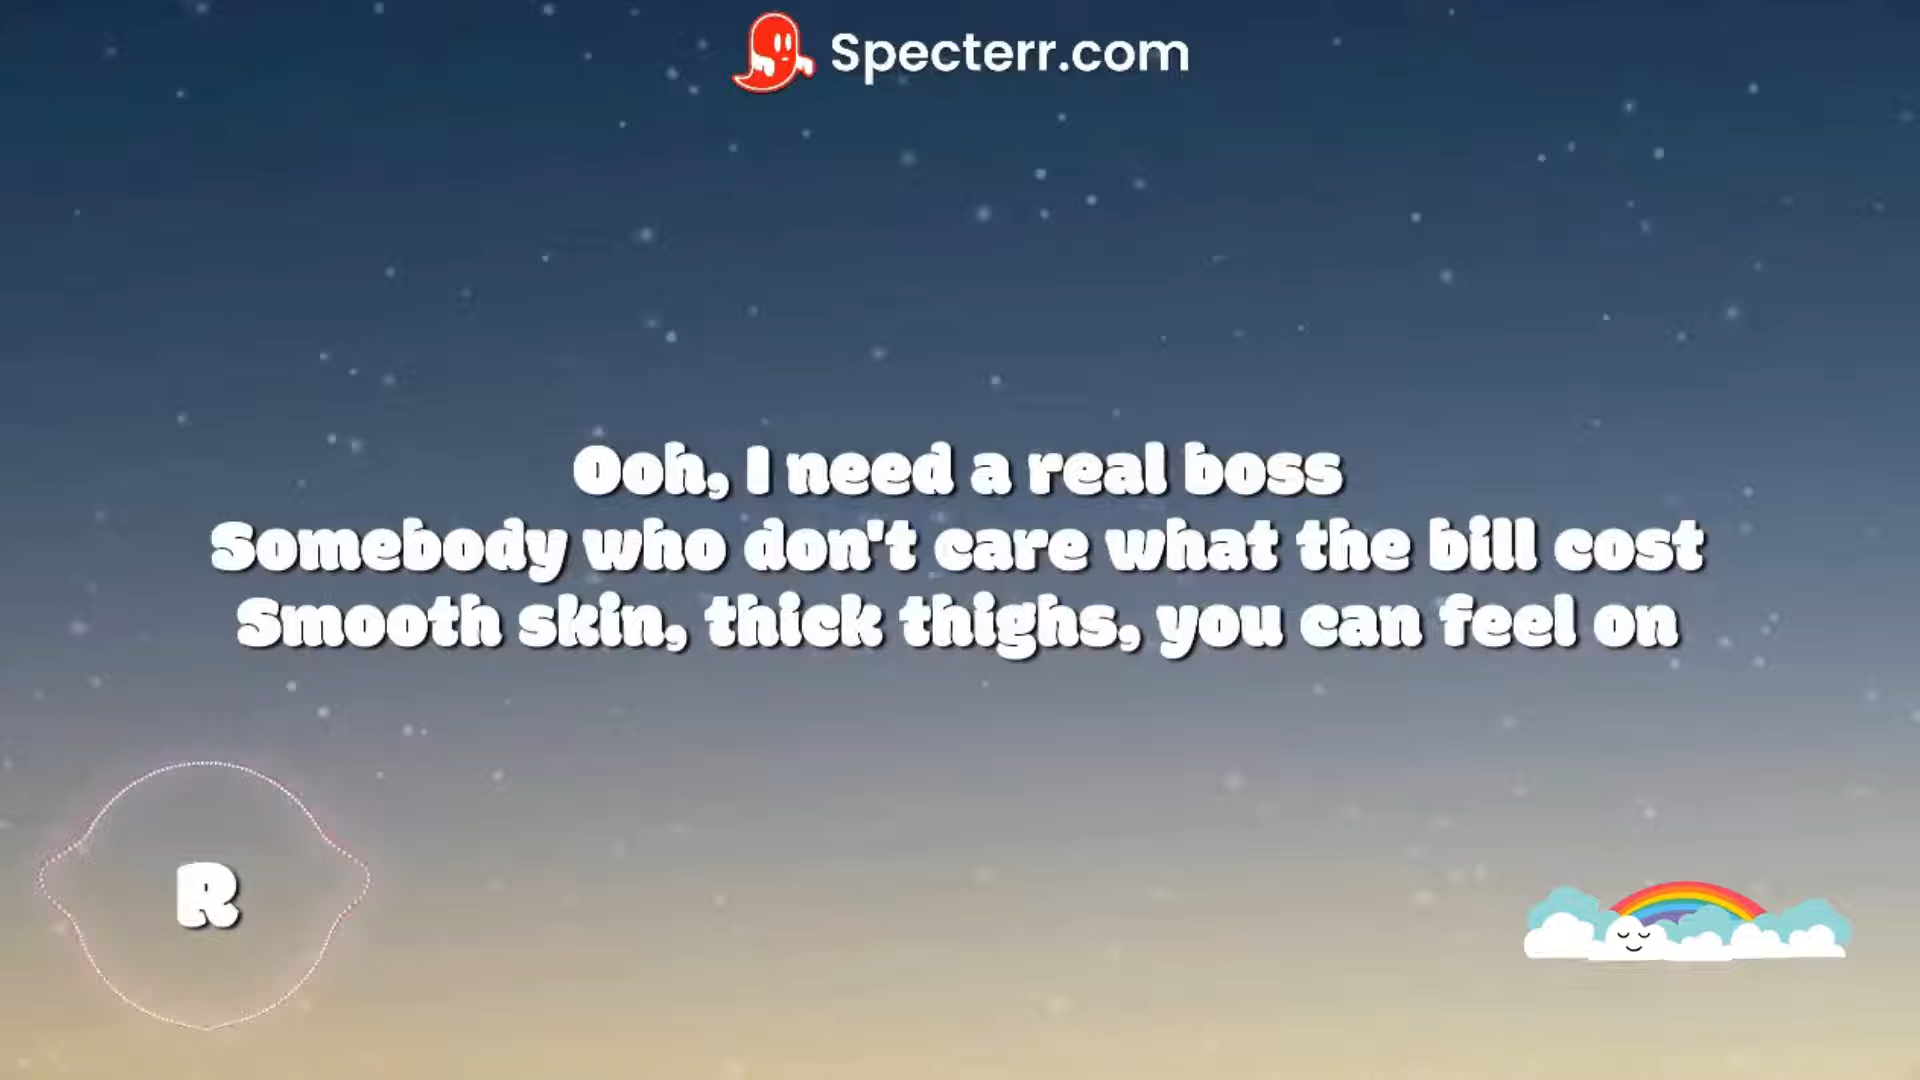 Specterr.com
Ooh, I need a real boss
Somebody who don't care what the bill cost
Smooth skin, thick thighs, you can feel on
R